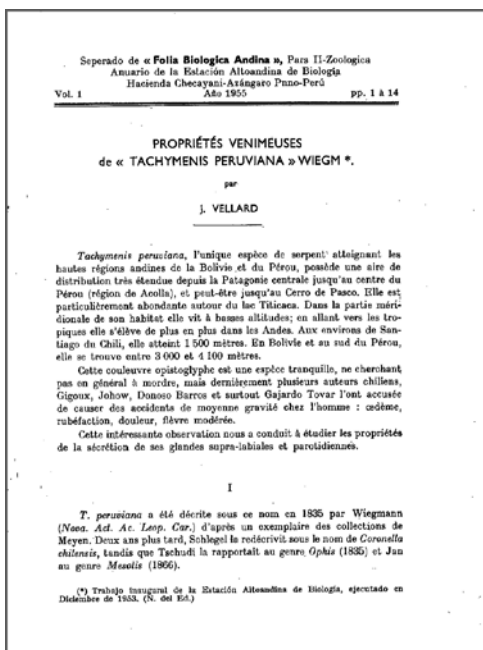 Seperado de « Folia Biologica Andina », Pars II-Zoologica
Anuario de la Estación Altoandina de Biología
Hacienda Checayani-Azángaro Puno-Perú
Vol. 1 Año 1955 pp. 1 à 14
PROPRIÉTÉS VENIMEUSES
de « TACHYMENIS PERUVIANA » WIEGM *.
par
J. VELLARD
Tachymenis peruviana, l'unique espèce de serpent atteignant les
hautes régions andines de la Bolivie et du Pérou, possède une aire de
distribution très étendue depuis la Patagonie centrale jusqu'au centre du
Pérou (région de Acolla), et peut-être jusqu'au Cerro de Pasco. Elle est
particulièrement abondante autour du lac Titicaca. Dans la partie méri-
dionale de son habitat elle vit à basses altitudes; en allant vers les tro-
piques elle s'élève de plus en plus dans les Andes. Aux environs de San-
tiago du Chili, elle atteint 1 500 mètres. En Bolivie et au sud du Pérou,
elle se trouve entre 3 000 et 4 100 mètres.
Cette couleuvre opistoglyphe est une espèce tranquille, ne cherchant
pas en général à mordre, mais dernièrement plusieurs auteurs chiliens,
Gigoux, Johow, Donoso Barros et surtout Gajardo Tovar l'ont accusée
de causer des accidents de moyenne gravité chez l'homme : œdème,
rubéfaction, douleur, fièvre modérée.
Cette intéressante observation nous a conduit à étudier les propriétés
de la sécrétion de ses glandes supra-labiales et parotidiennes.
I
T. peruviana a été décrite sous ce nom en 1835 par Wiegmann
(Nova. Act. Ac. Leop. Car.) d'après un exemplaire des collections de
Meyen. Deux ans plus tard, Schlegel la redécrivit sous le nom de Coronella
chilensis, tandis que Tschudi la rapportait au genre Ophis (1835) et Jan
au genre Mesotis (1866).
(*) Trabajo inaugural de la Estación Altoandina de Biología, ejecutado en
Diciembre de 1953. (N. del Ed.)